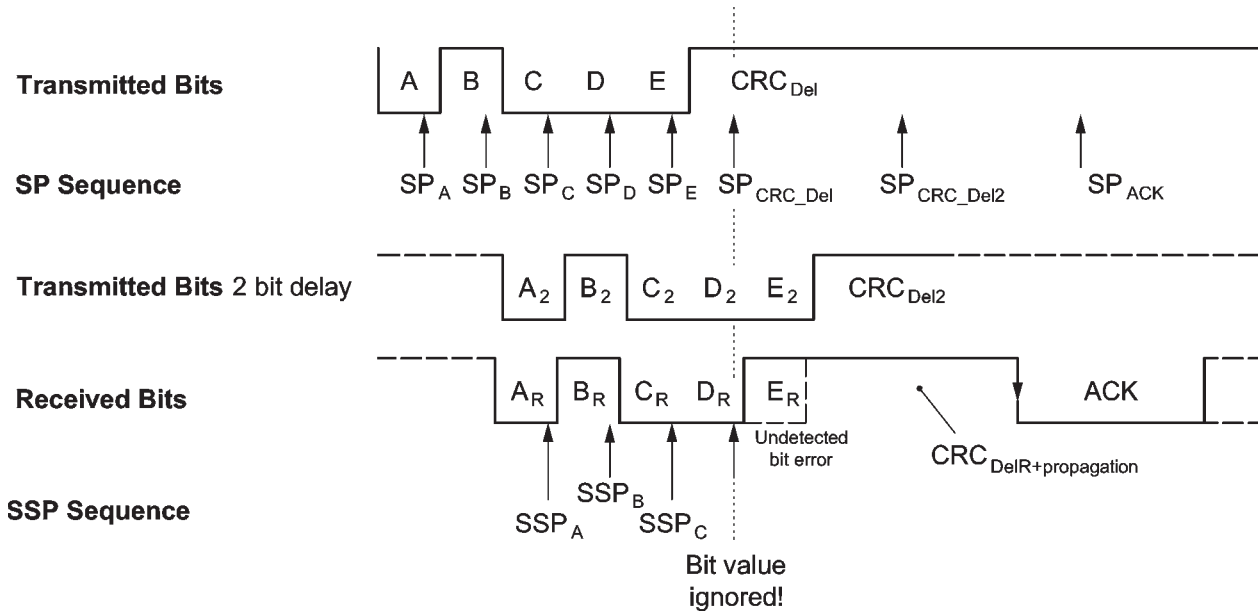 Transmitted Bits A B C D E CRC_Del
SP Sequence SP_A SP_B SP_C SP_D SP_E SP_CRC_Del SP_CRC_Del2 SP_ACK
Transmitted Bits 2 bit delay A_2 B_2 C_2 D_2 E_2 CRC_Del2
Received Bits A_R B_R C_R D_R E_R ACK
Undetected
bit error
CRC_DelR+propagation
SSP Sequence SSP_A SSP_B SSP_C
Bit value
ignored!